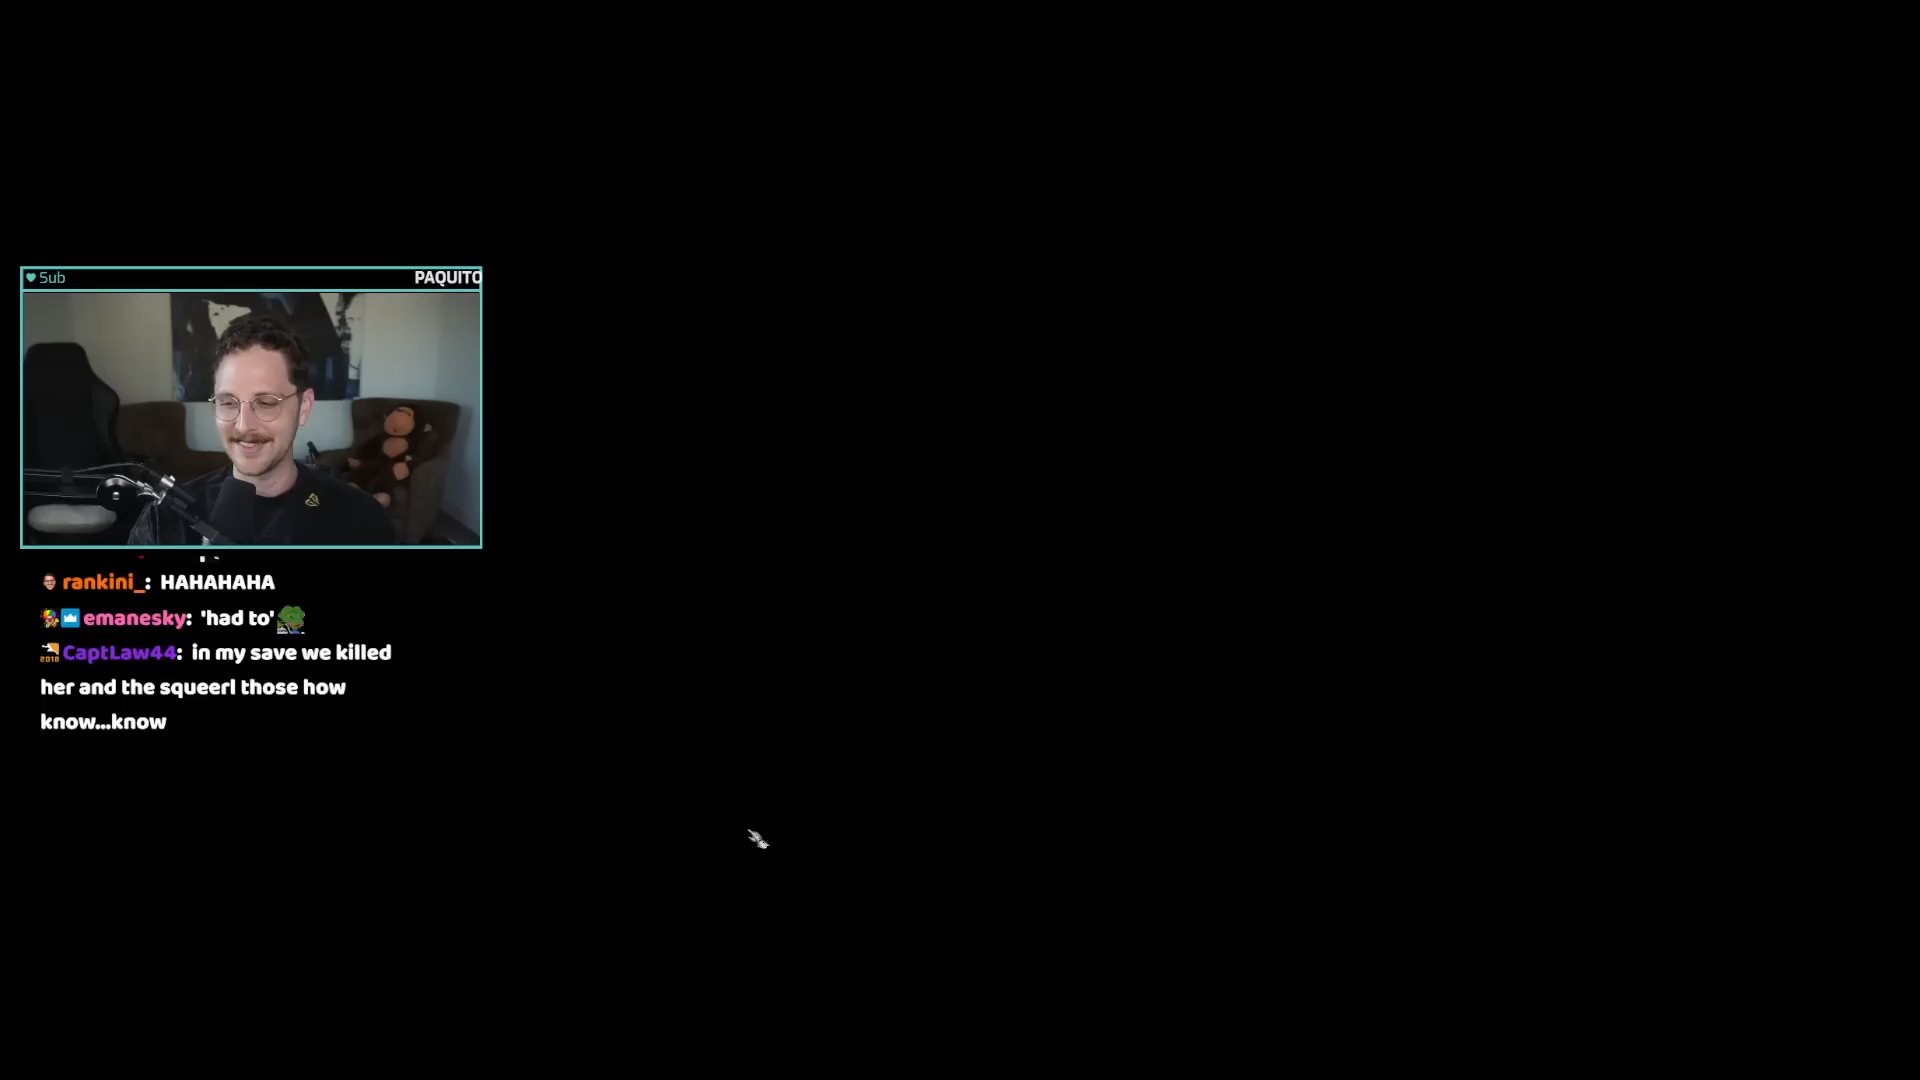 Sub
PAQUITO
rankini_: HAHAHAHA
emanesky: 'had to'
2018 CaptLaw44: in my save we killed
her and the squeerl those how
know...know